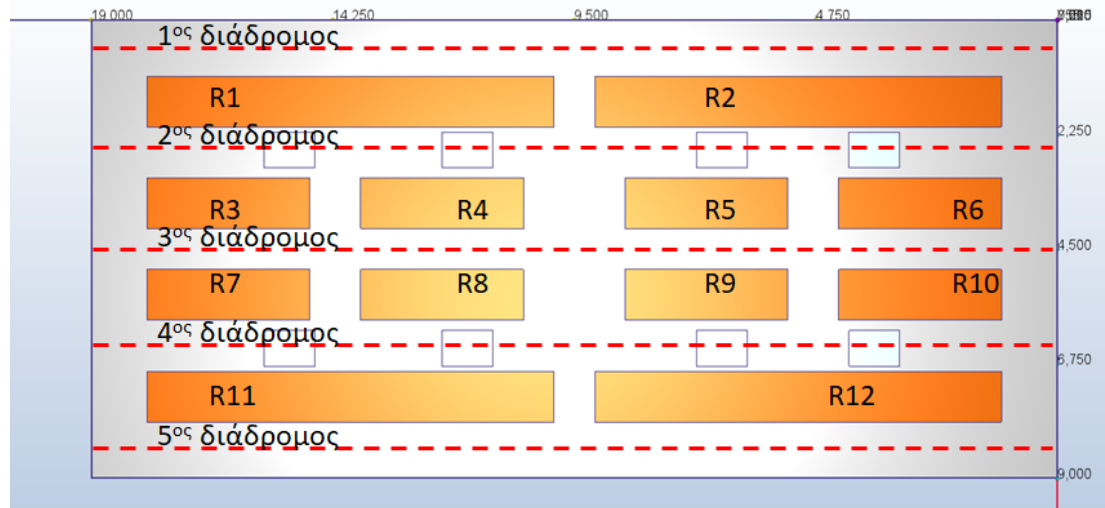 19 000 14 250 9 500 4 750
1ος διάδρομος
R1 R2
2ος διάδρομος 2,250
R3 R4 R5 R6
3ος διάδρομος 4,500
R7 R8 R9 R10
4ος διάδρομος 6,750
R11 R12
5ος διάδρομος
9,000